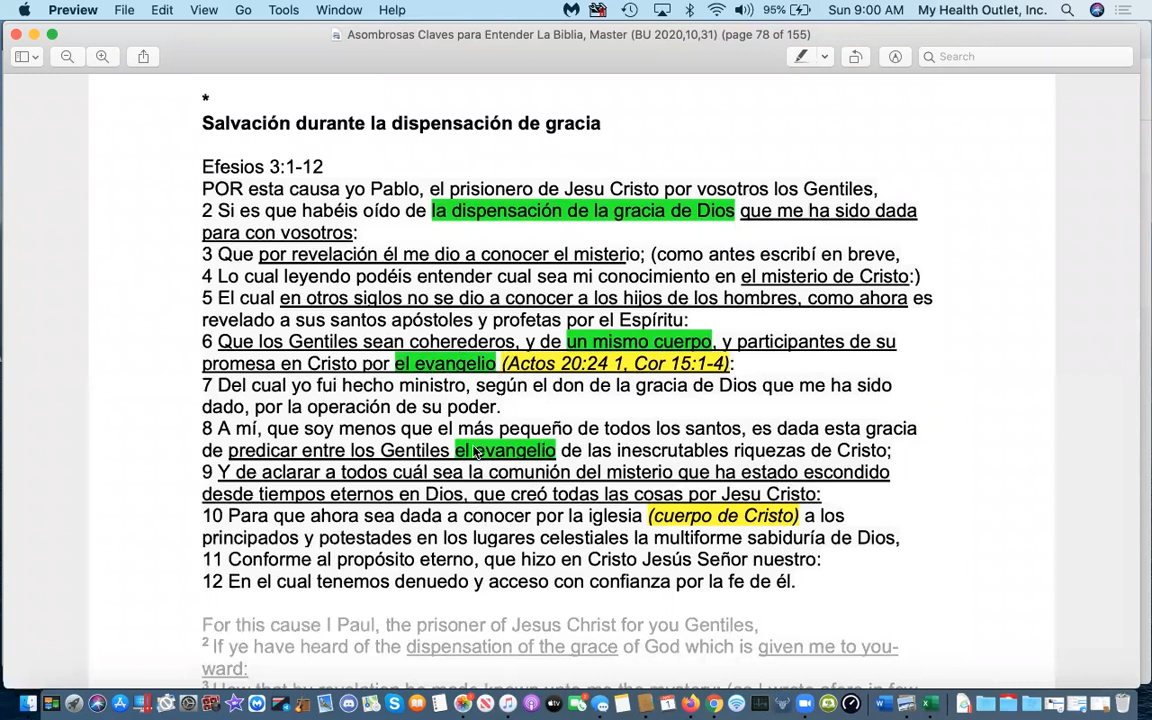 Preview File Edit View Go Tools Window Help 95% Sun 9:00 AM My Health Outlet, Inc.
Asombrosas Claves para Entender La Biblia, Master (BU 2020,10,31) (page 78 of 155)
Search
*
Salvación durante la dispensación de gracia
Efesios 3:1-12
POR esta causa yo Pablo, el prisionero de Jesu Cristo por vosotros los Gentiles,
2 Si es que habéis oído de la dispensación de la gracia de Dios que me ha sido dada
para con vosotros:
3 Que por revelación él me dio a conocer el misterio; (como antes escribí en breve,
4 Lo cual leyendo podéis entender cual sea mi conocimiento en el misterio de Cristo:)
5 El cual en otros siglos no se dio a conocer a los hijos de los hombres, como ahora es
revelado a sus santos apóstoles y profetas por el Espíritu:
6 Que los Gentiles sean coherederos, y de un mismo cuerpo, y participantes de su
promesa en Cristo por el evangelio (Actos 20:24 1, Cor 15:1-4):
7 Del cual yo fui hecho ministro, según el don de la gracia de Dios que me ha sido
dado, por la operación de su poder.
8 A mí, que soy menos que el más pequeño de todos los santos, es dada esta gracia
de predicar entre los Gentiles el evangelio de las inescrutables riquezas de Cristo;
9 Y de aclarar a todos cuál sea la comunión del misterio que ha estado escondido
desde tiempos eternos en Dios, que creó todas las cosas por Jesu Cristo:
10 Para que ahora sea dada a conocer por la iglesia (cuerpo de Cristo) a los
principados y potestades en los lugares celestiales la multiforme sabiduría de Dios,
11 Conforme al propósito eterno, que hizo en Cristo Jesús Señor nuestro:
12 En el cual tenemos denuedo y acceso con confianza por la fe de él.
For this cause I Paul, the prisoner of Jesus Christ for you Gentiles,
2 If ye have heard of the dispensation of the grace of God which is given me to you-
ward: